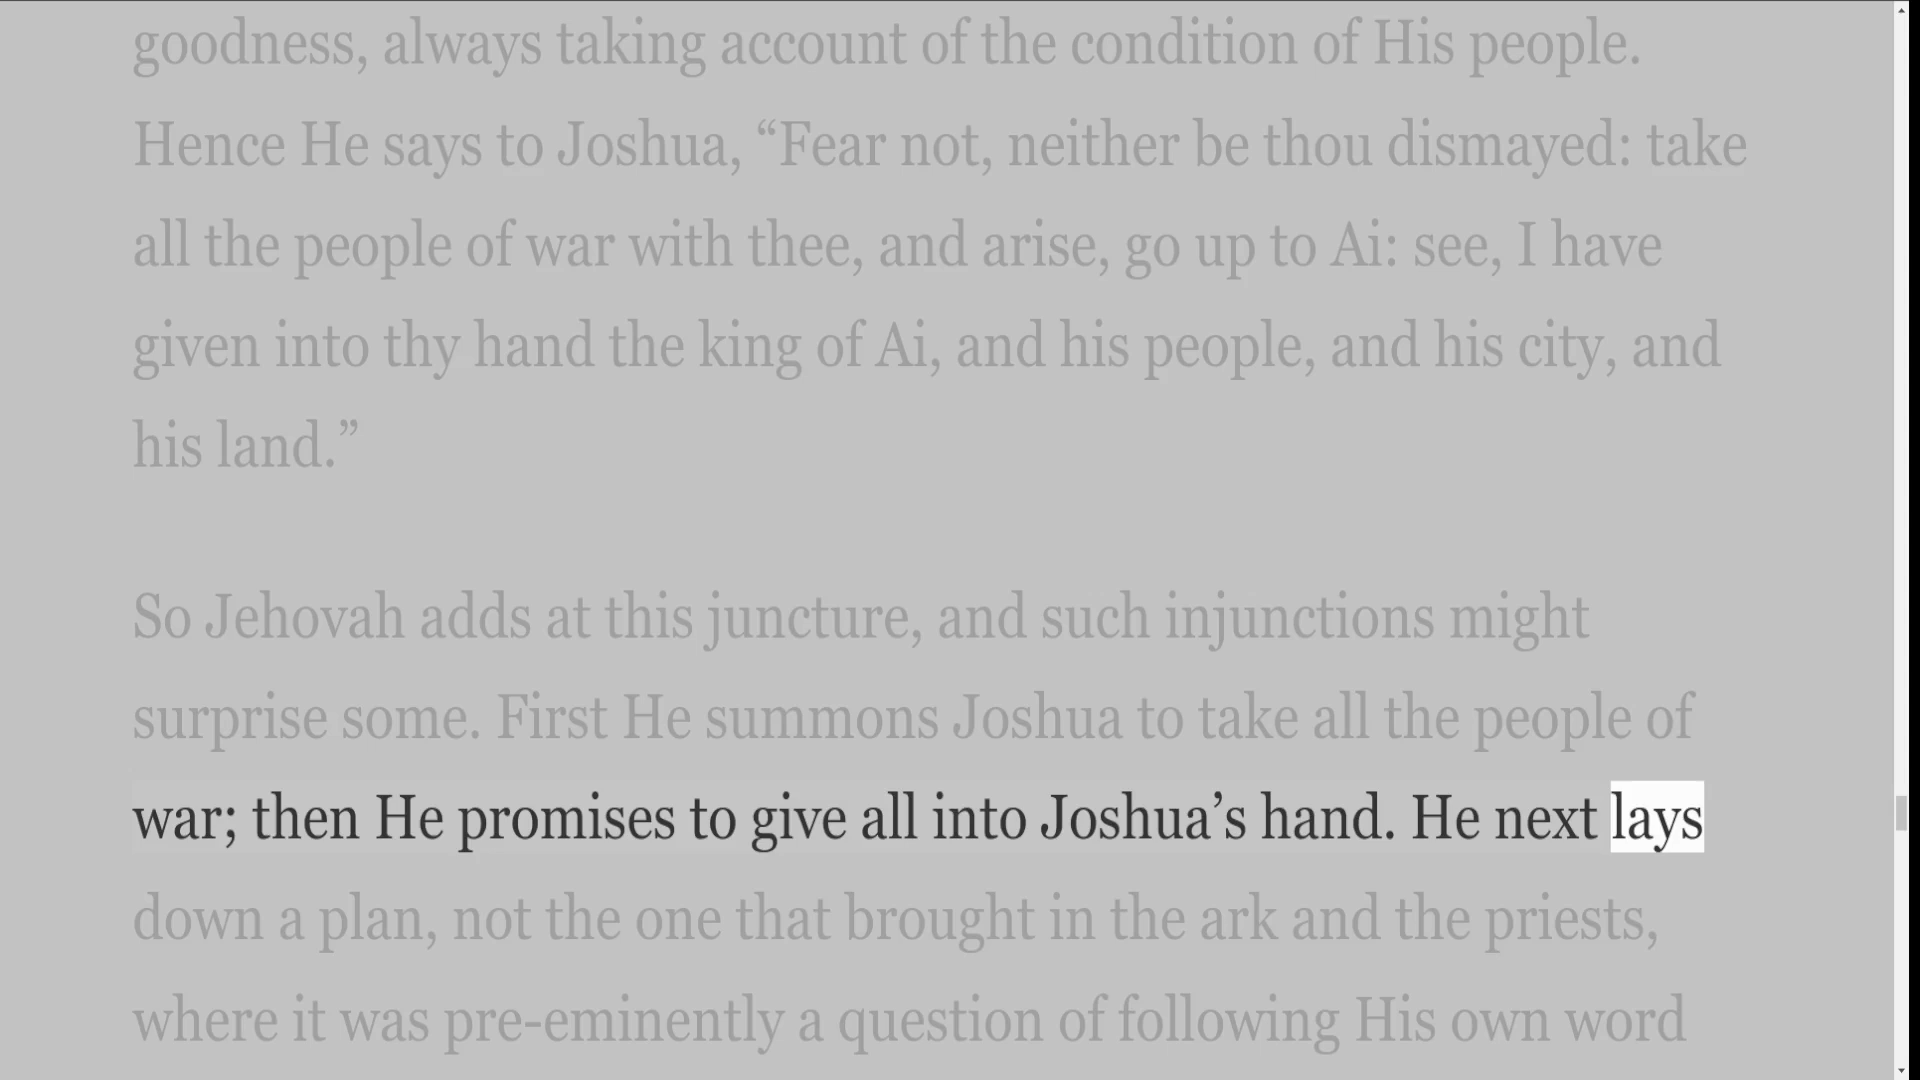 goodness, always taking account of the condition of His people.
Hence He says to Joshua, “Fear not, neither be thou dismayed: take
all the people of war with thee, and arise, go up to Ai: see, I have
given into thy hand the king of Ai, and his people, and his city, and
his land.”
So Jehovah adds at this juncture, and such injunctions might
surprise some. First He summons Joshua to take all the people of
war; then He promises to give all into Joshua’s hand. He next lays
down a plan, not the one that brought in the ark and the priests,
where it was pre-eminently a question of following His own word